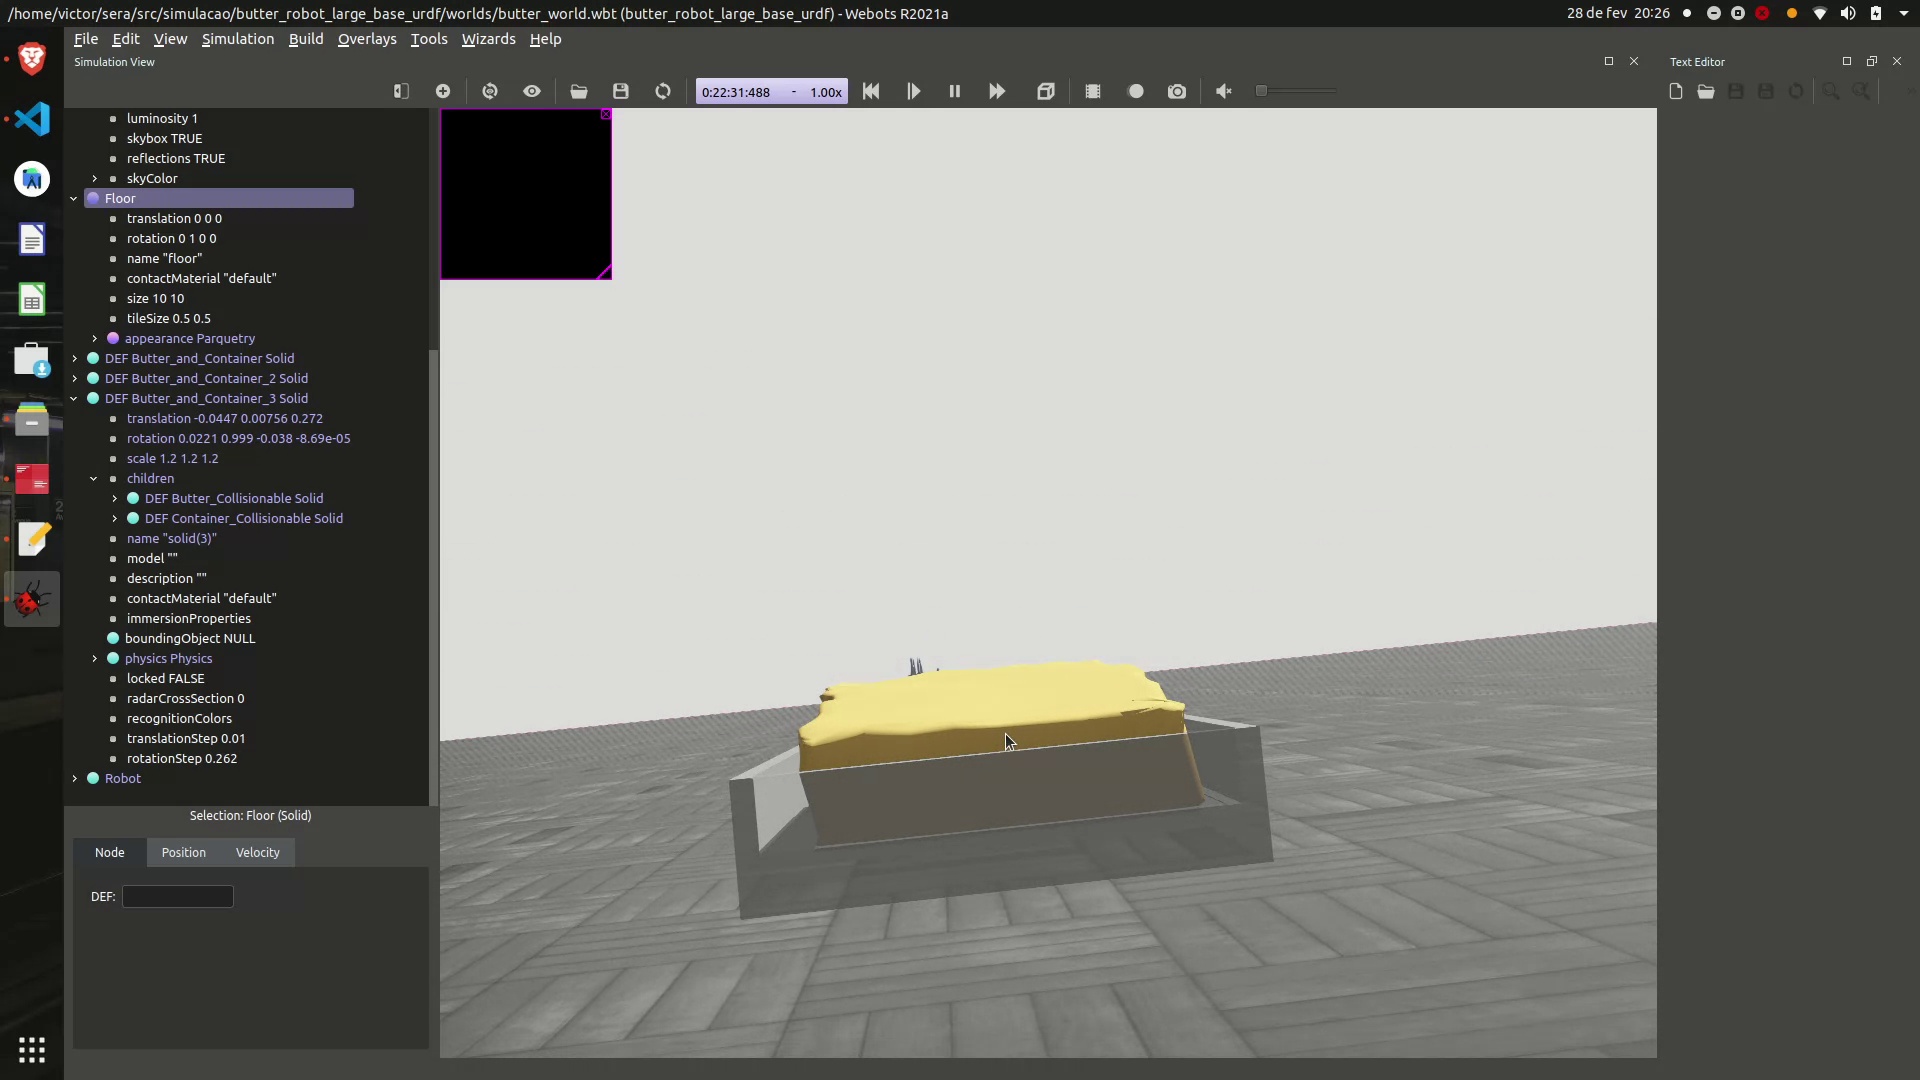 /home/victor/sera/src/simulacao/butter_robot_large_base_urdf/worlds/butter_world.wbt (butter_robot_large_base_urdf) - Webots R2021a
28 de fev 20:26
File Edit View Simulation Build Overlays Tools Wizards Help
Simulation View
Text Editor
0:22:31:488 - 1.00x
luminosity 1
skybox TRUE
reflections TRUE
skyColor
Floor
translation 0 0 0
rotation 0 1 0 0
name "floor"
contactMaterial "default"
size 10 10
tileSize 0.5 0.5
appearance Parquetry
DEF Butter_and_Container Solid
DEF Butter_and_Container_2 Solid
DEF Butter_and_Container_3 Solid
translation -0.0447 0.00756 0.272
rotation 0.0221 0.999 -0.038 -8.69e-05
scale 1.2 1.2 1.2
children
DEF Butter_Collisionable Solid
DEF Container_Collisionable Solid
name "solid(3)"
model ""
description ""
contactMaterial "default"
immersionProperties
boundingObject NULL
physics Physics
locked FALSE
radarCrossSection 0
recognitionColors
translationStep 0.01
rotationStep 0.262
Robot
Selection: Floor (Solid)
Node Position Velocity
DEF: